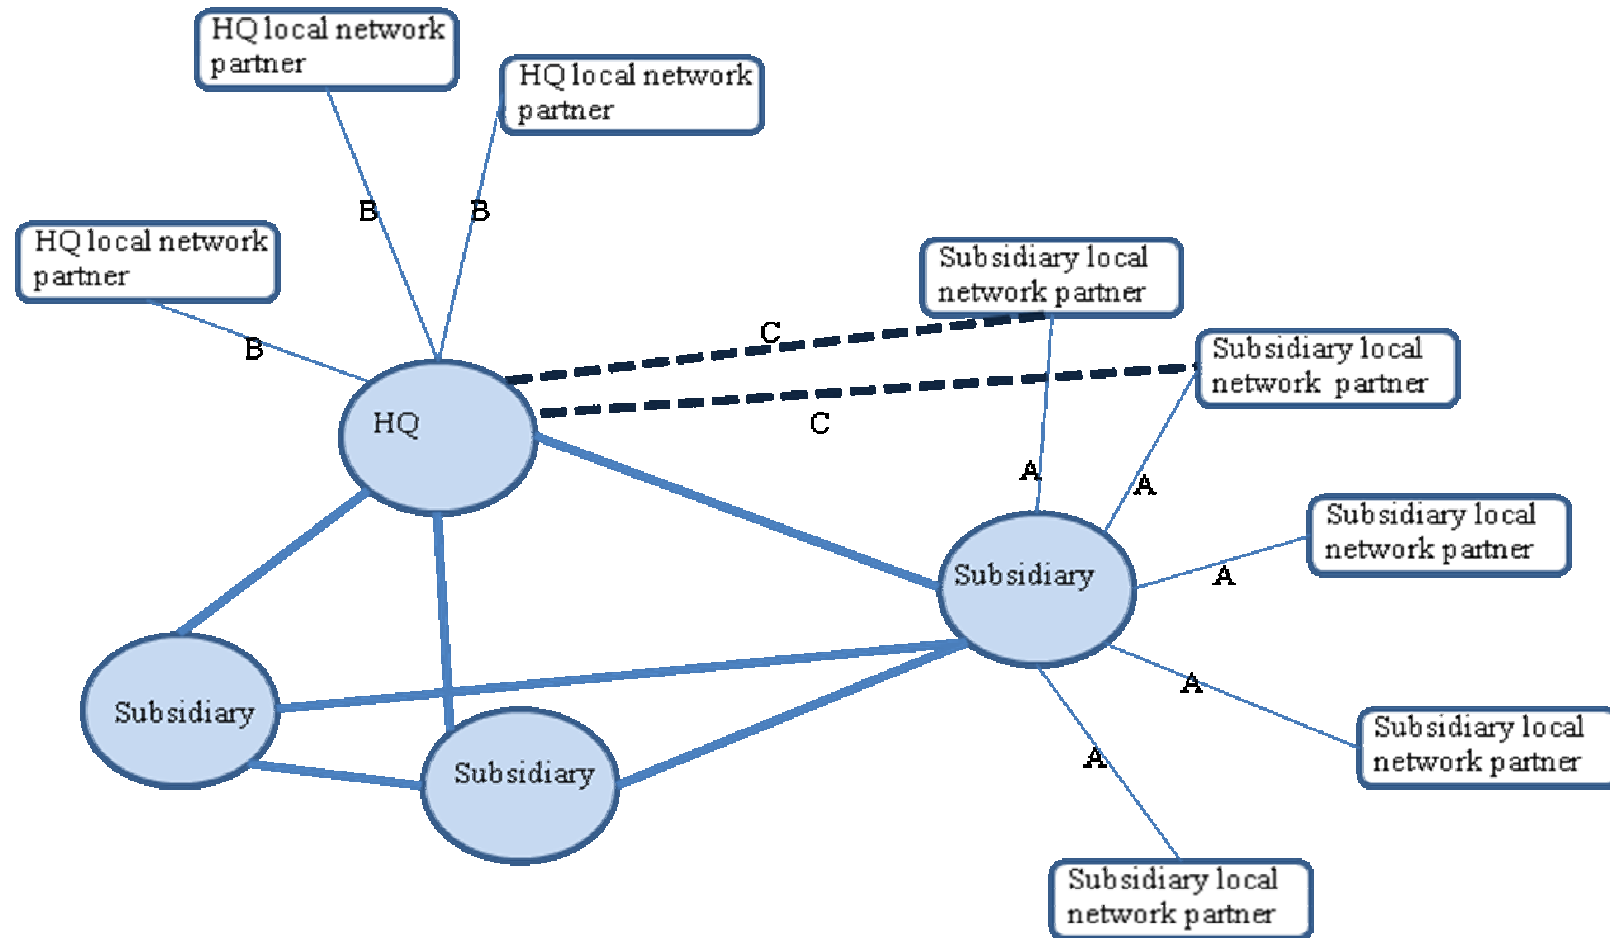 HQ local network
partner
HQ local network
partner
B
B
HQ local network
partner
B
Subsidiary local
network partner
C
Subsidiary local
network  partner
C
HQ
A
A
Subsidiary local
network partner
A
Subsidiary
A
Subsidiary
Subsidiary local
network partner
A
Subsidiary
Subsidiary local
network partner